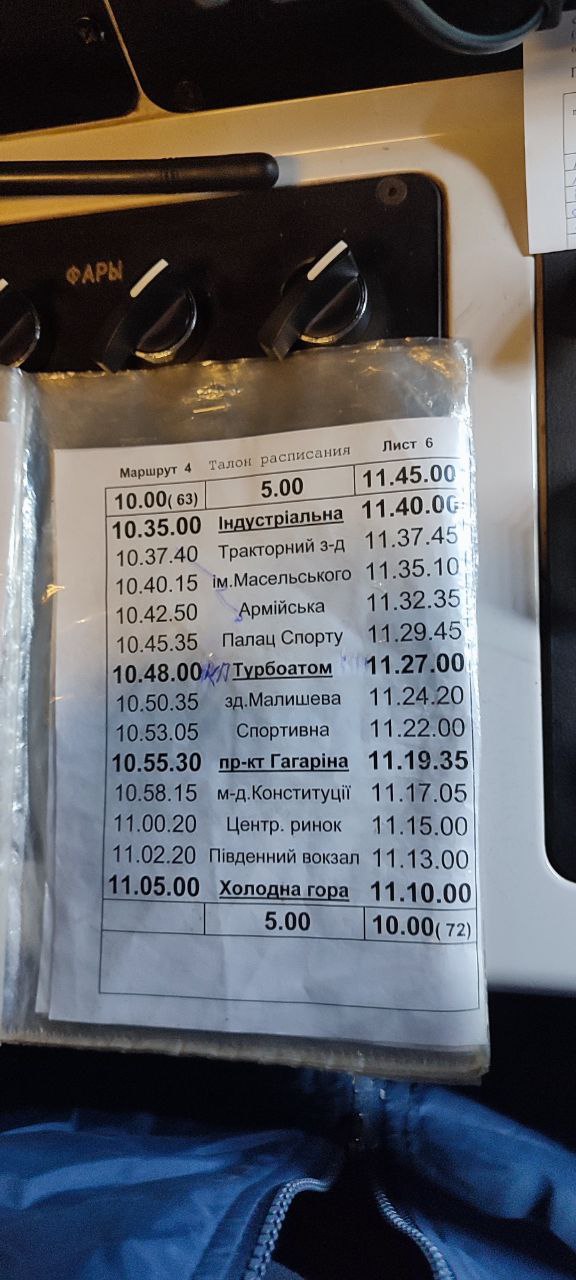 ФАРЫ
Маршрут 4 Талон расписания Лист 6
10.00( 63) 5.00 11.45.00
10.35.00 Індустріальна 11.40.00
10.37.40 Тракторний з-д 11.37.45
10.40.15 ім.Масельського 11.35.10
10.42.50 Армійська 11.32.35
10.45.35 Палац Спорту 11.29.45
10.48.00 КП Турбоатом 11.27.00
10.50.35 зд.Малишева 11.24.20
10.53.05 Спортивна 11.22.00
10.55.30 пр-кт Гагаріна 11.19.35
10.58.15 м-д.Конституції 11.17.05
11.00.20 Центр. ринок 11.15.00
11.02.20 Південний вокзал 11.13.00
11.05.00 Холодна гора 11.10.00
5.00 10.00( 72)